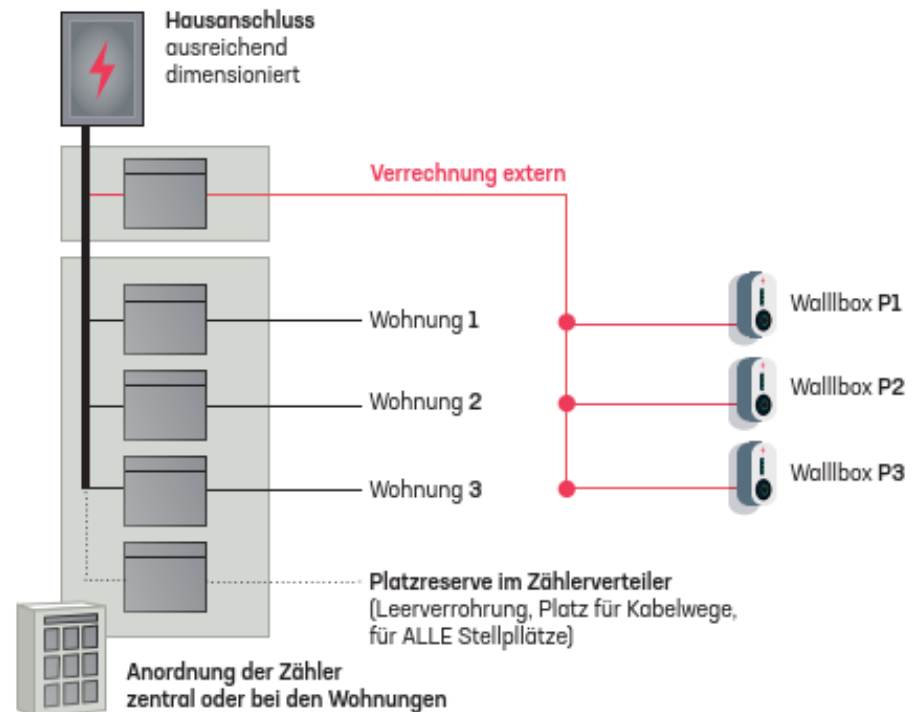 Hausanschluss
ausreichend
dimensioniert
Verrechnung extern
Wohnung 1
Wohnung 2
Wohnung 3
Walllbox P1
Walllbox P2
Walllbox P3
Platzreserve im Zählerverteiler
(Leerverrohrung, Platz für Kabelwege,
für ALLE Stellpllätze)
Anordnung der Zähler
zentral oder bei den Wohnungen